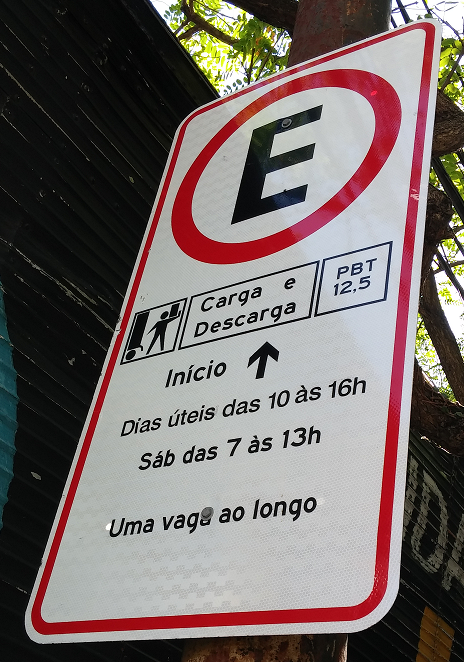 E
Carga e
Descarga
PBT
12,5
Início
Dias úteis das 10 às 16h
Sáb das 7 às 13h
Uma vaga ao longo